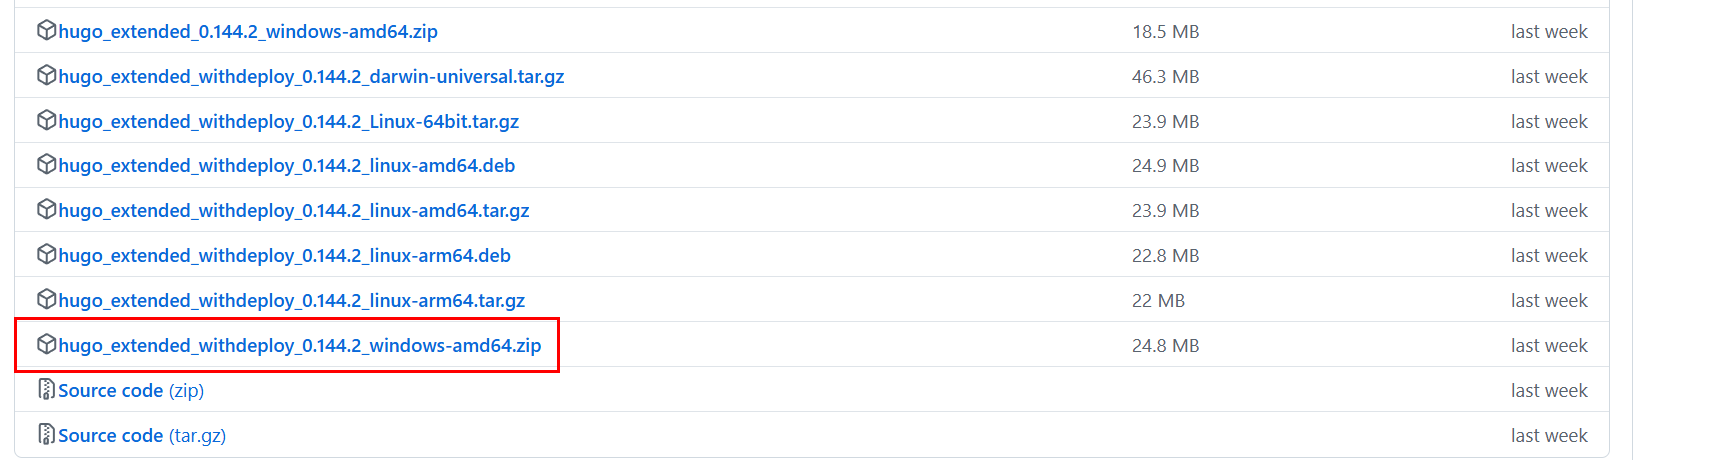 hugo_extended_0.144.2_windows-amd64.zip 18.5 MB last week
hugo_extended_withdeploy_0.144.2_darwin-universal.tar.gz 46.3 MB last week
hugo_extended_withdeploy_0.144.2_Linux-64bit.tar.gz 23.9 MB last week
hugo_extended_withdeploy_0.144.2_linux-amd64.deb 24.9 MB last week
hugo_extended_withdeploy_0.144.2_linux-amd64.tar.gz 23.9 MB last week
hugo_extended_withdeploy_0.144.2_linux-arm64.deb 22.8 MB last week
hugo_extended_withdeploy_0.144.2_linux-arm64.tar.gz 22 MB last week
hugo_extended_withdeploy_0.144.2_windows-amd64.zip 24.8 MB last week
Source code (zip) last week
Source code (tar.gz) last week